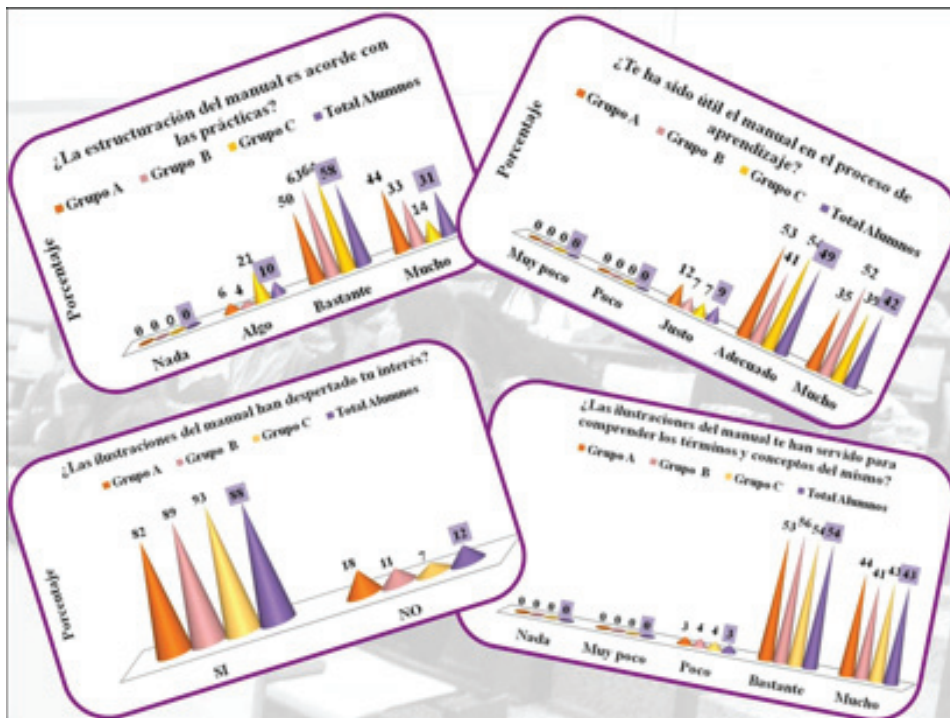 ¿La estructuración del manual es acorde con
las prácticas?
Grupo A Grupo B Grupo C Total Alumnos
Porcentaje
0 0 0 0
6 4 21 10
50 63 58
44 33 14 31
Nada Algo Bastante Mucho
¿Te ha sido útil el manual en el proceso de
aprendizaje?
Grupo A Grupo B Grupo C Total Alumnos
Porcentaje
0 0 0 0
0 0 0 0
12 7 7 9
53 41 49
35 52 39 42
Muy poco Poco Justo Adecuado Mucho
¿Las ilustraciones del manual han despertado tu interés?
Grupo A Grupo B Grupo C Total Alumnos
Porcentaje
82 89 93 88
18 11 7 12
SI NO
¿Las ilustraciones del manual te han servido para
comprender los términos y conceptos del mismo?
Grupo A Grupo B Grupo C Total Alumnos
0 0 0 0
0 0 0 0
3 4 4 3
53 56 54 54
44 41 43 43
Nada Muy poco Poco Bastante Mucho